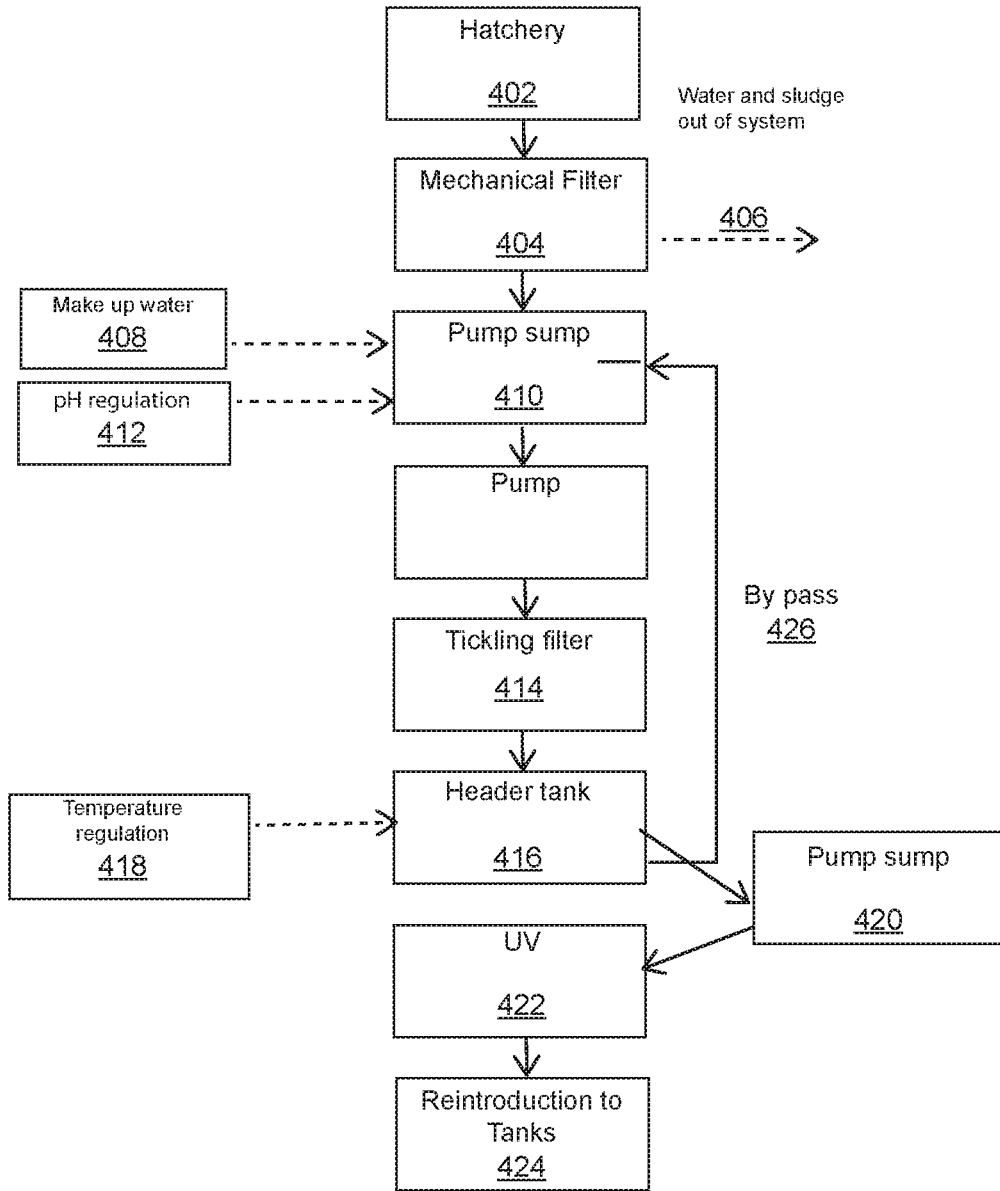 Hatchery
402
Water and sludge
out of system
Mechanical Filter
404
406
Make up water
408
Pump sump
410
pH regulation
412
Pump
By pass
426
Tickling filter
414
Header tank
416
Temperature
regulation
418
Pump sump
420
UV
422
Reintroduction to
Tanks
424